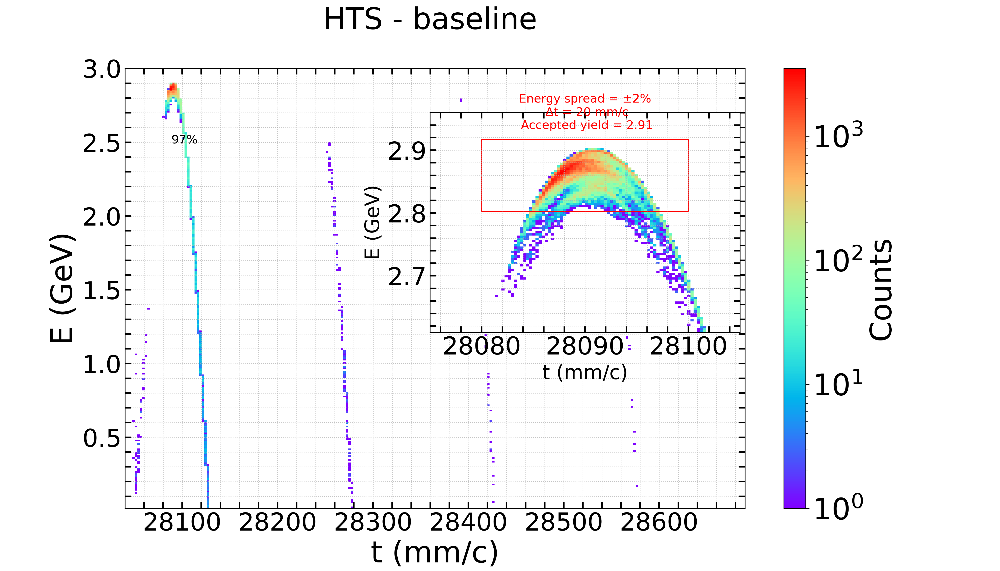 HTS - baseline
E (GeV)
3.0
2.5
2.0
1.5
1.0
0.5
97%
Energy spread = ±2%
Δt = 20 mm/c
Accepted yield = 2.91
E (GeV)
2.9
2.8
2.7
28080 28090 28100
t (mm/c)
28100 28200 28300 28400 28500 28600
t (mm/c)
10³
10²
10¹
10⁰
Counts